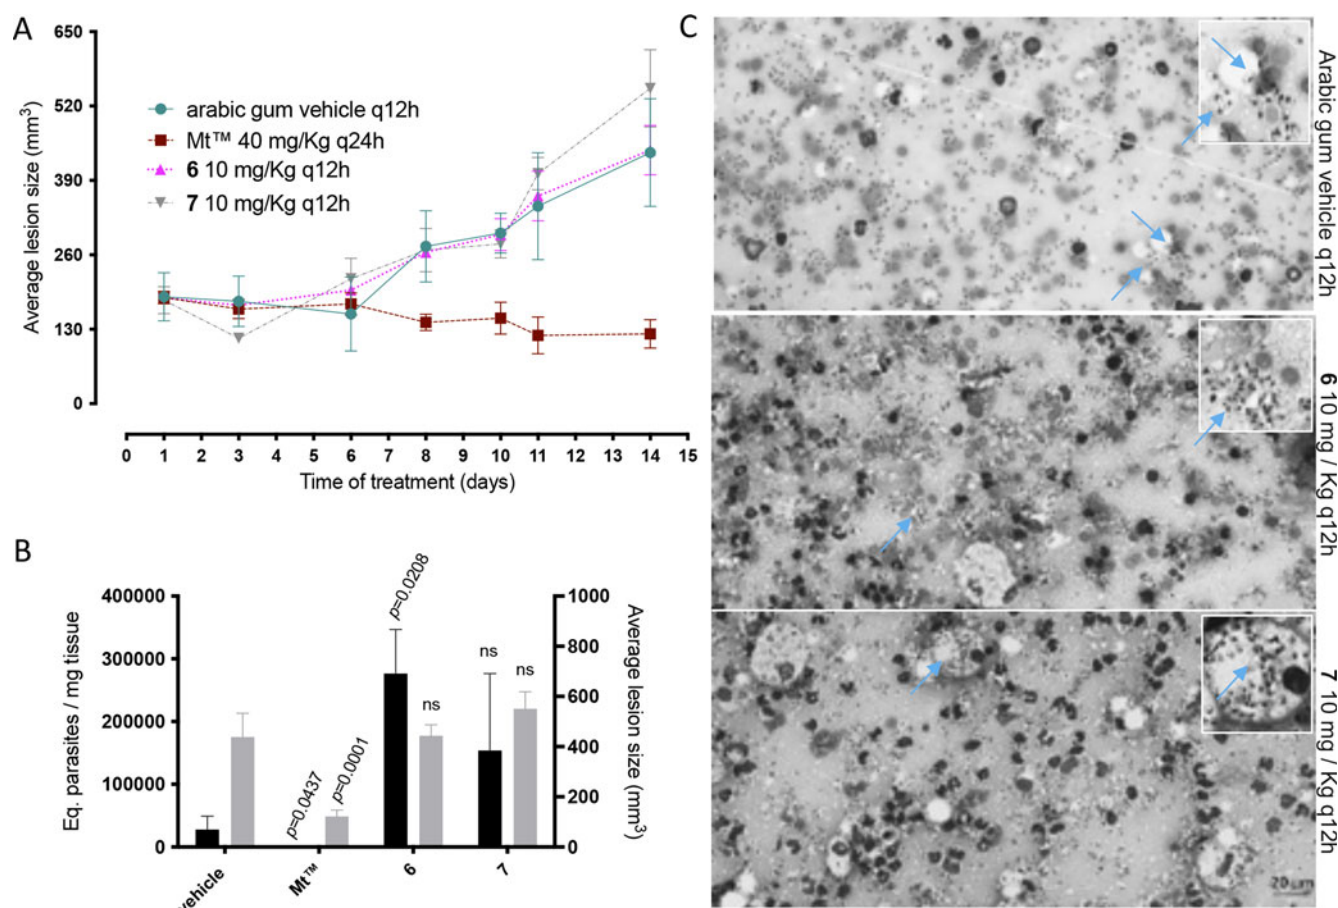 A
650
520
390
260
130
0
Average lesion size (mm³)
arabic gum vehicle q12h
Mt™ 40 mg/Kg q24h
6 10 mg/Kg q12h
7 10 mg/Kg q12h
0 1 2 3 4 5 6 7 8 9 10 11 12 13 14 15
Time of treatment (days)
B
400000
300000
200000
100000
0
Eq. parasites / mg tissue
p=0.0437
p=0.0001
p=0.0208
ns
ns
ns
1000
800
600
400
200
0
Average lesion size (mm³)
vehicle
Mt™
6
7
C
Arabic gum vehicle q12h
6 10 mg / Kg q12h
7 10 mg / Kg q12h
20 µm